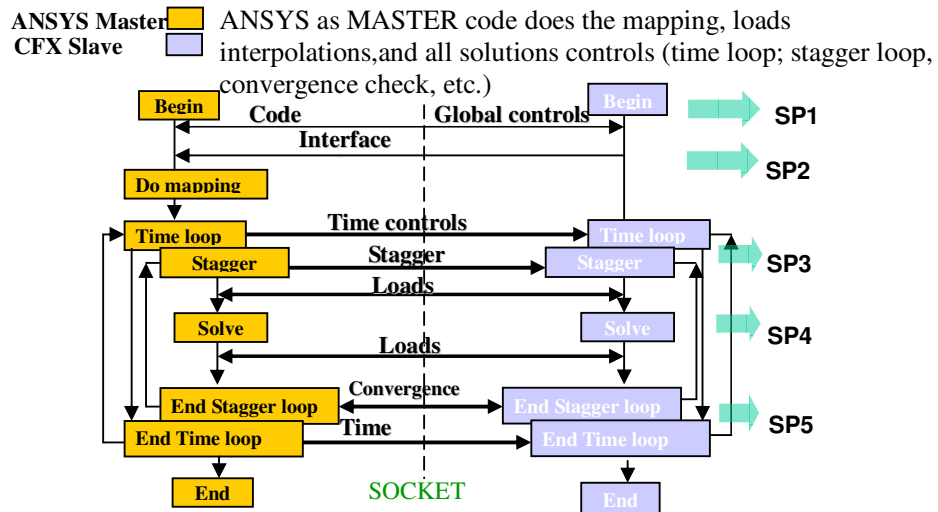 ANSYS Master
CFX Slave
ANSYS as MASTER code does the mapping, loads
interpolations,and all solutions controls (time loop; stagger loop,
convergence check, etc.)
Begin
Begin
Code
Global controls
SP1
Interface
SP2
Do mapping
Time loop
Time controls
Time loop
Stagger
Stagger
Stagger
SP3
Loads
Solve
Solve
SP4
Loads
Convergence
End Stagger loop
End Stagger loop
SP5
End Time loop
Time
End Time loop
End
SOCKET
End